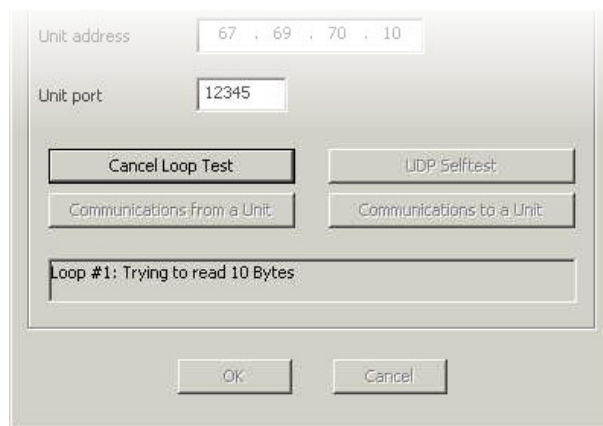 Unit address 67 . 69 . 70 . 10
Unit port 12345
Cancel Loop Test UDP Selftest
Communications from a Unit Communications to a Unit
Loop #1: Trying to read 10 Bytes
OK Cancel